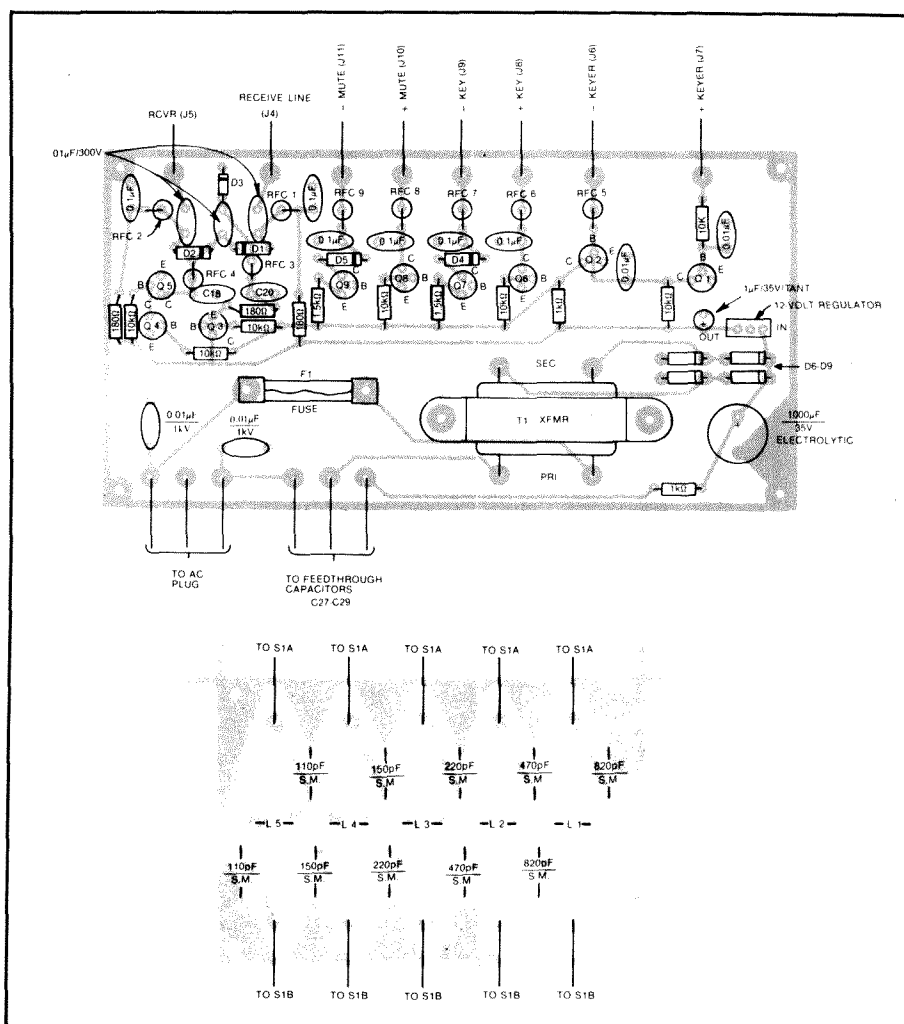 − MUTE (J11)
+ MUTE (J10)
− KEY (J9)
+ KEY (J8)
− KEYER (J6)
+ KEYER (J7)
RECEIVE LINE
(J4)
RCVR (J5)
01µF/300V
D3
RFC 1
RFC 9
RFC 8
RFC 7
RFC 6
RFC 5
0.1µF
0.1µF
RFC 2
10K
0.01µF
0.1µF
0.1µF
0.1µF
0.1µF
D2
D1
D5
D4
B
E
Q 2
C
0.01µF
RFC 4
RFC 3
E
B
Q 5
C
C18
C20
C
Q9
B
E
C
Q8
B
E
C
Q7
B
E
C
Q6
B
E
B
C
Q 1
E
1µF/35V/TANT
12 VOLT REGULATOR
180Ω
10kΩ
C
Q 4
B
E
E
B
Q 3
C
180Ω
10kΩ
180Ω
1.5kΩ
10kΩ
1.5kΩ
10kΩ
1kΩ
10kΩ
+
OUT
IN
10kΩ
SEC
D6-D9
F1
FUSE
T1 XFMR
0.01µF
1kV
0.01µF
1kV
+
1000µF
35V
ELECTROLYTIC
PRI
1kΩ
TO AC
PLUG
TO FEEDTHROUGH
CAPACITORS
C27-C29
TO S1A
TO S1A
TO S1A
TO S1A
TO S1A
110pF
S.M.
150pF
S.M.
220pF
S.M.
470pF
S.M.
820pF
S.M.
L 5
L 4
L 3
L 2
L 1
110pF
S.M.
150pF
S.M.
220pF
S.M.
470pF
S.M.
820pF
S.M.
TO S1B
TO S1B
TO S1B
TO S1B
TO S1B